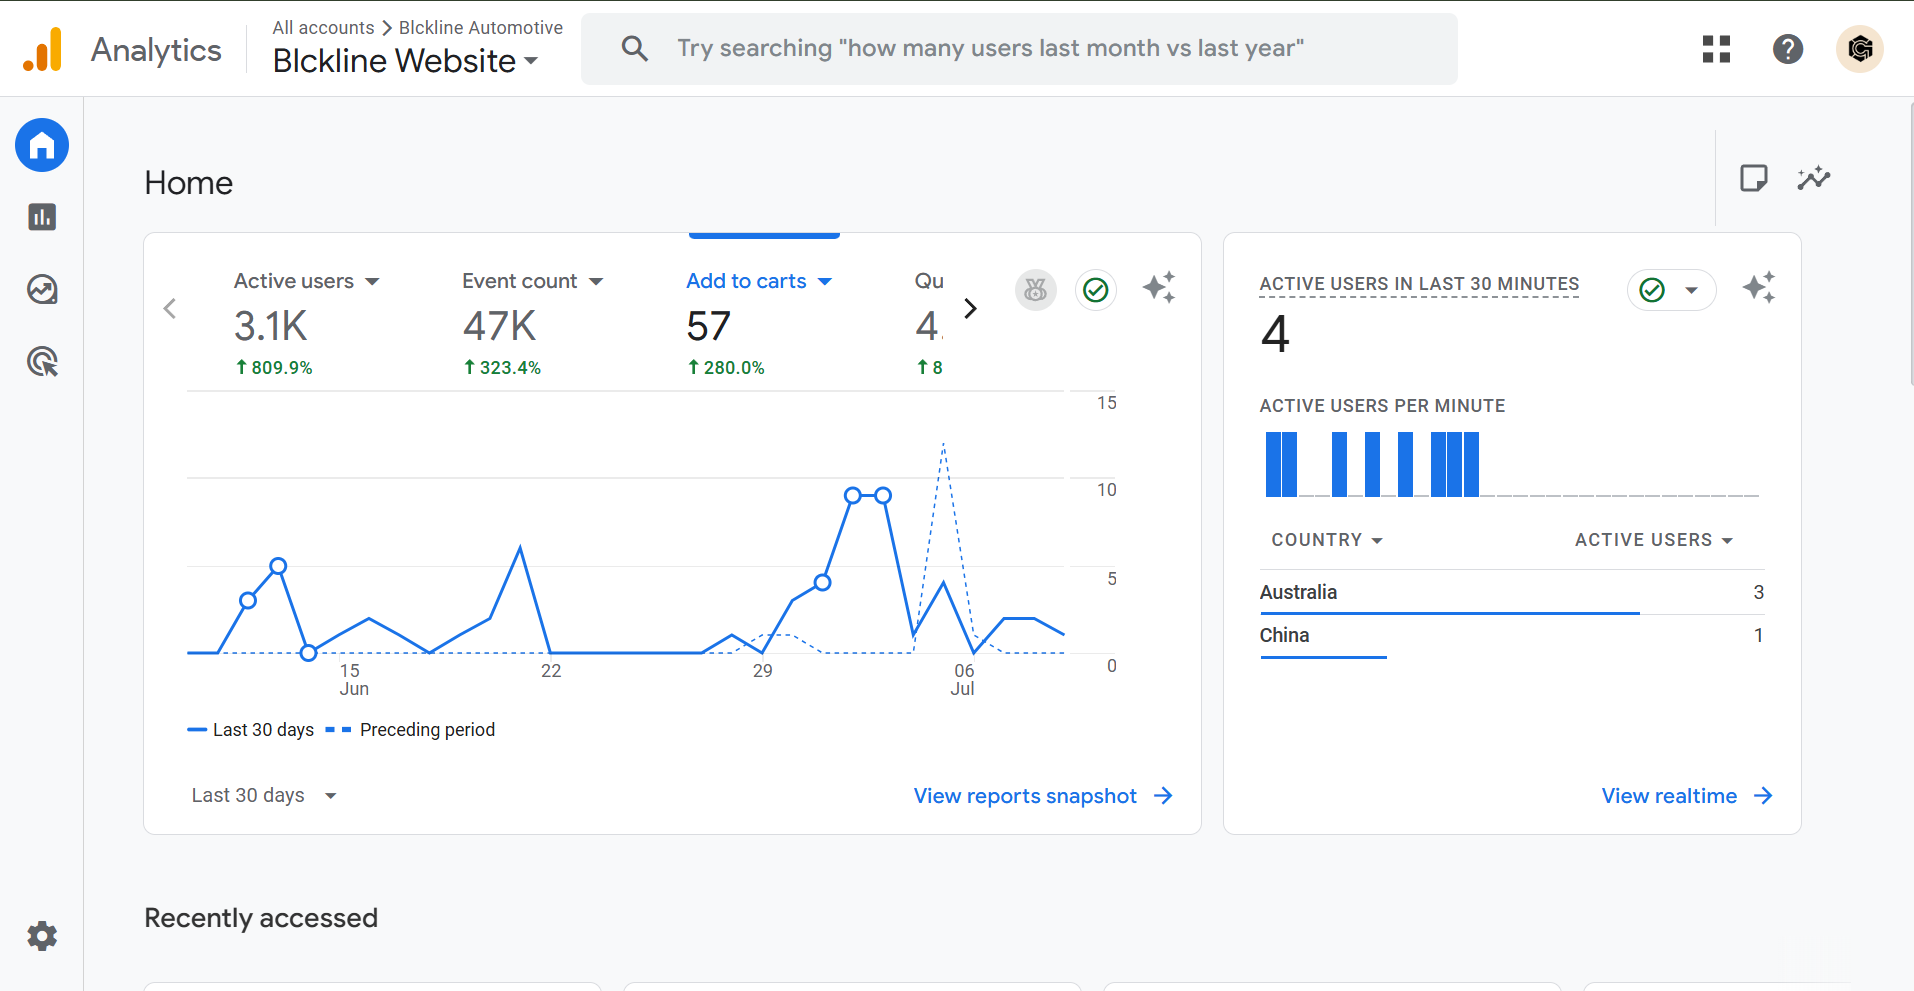 Analytics
All accounts > Blckline Automotive
Blckline Website
Try searching "how many users last month vs last year"
Home
Active users
3.1K
↑ 809.9%
Event count
47K
↑ 323.4%
Add to carts
57
↑ 280.0%
Qu
4.
↑ 8
15
10
5
0
15
Jun
22
29
06
Jul
Last 30 days
Preceding period
Last 30 days
View reports snapshot →
ACTIVE USERS IN LAST 30 MINUTES
4
ACTIVE USERS PER MINUTE
COUNTRY
ACTIVE USERS
Australia 3
China 1
View realtime →
Recently accessed